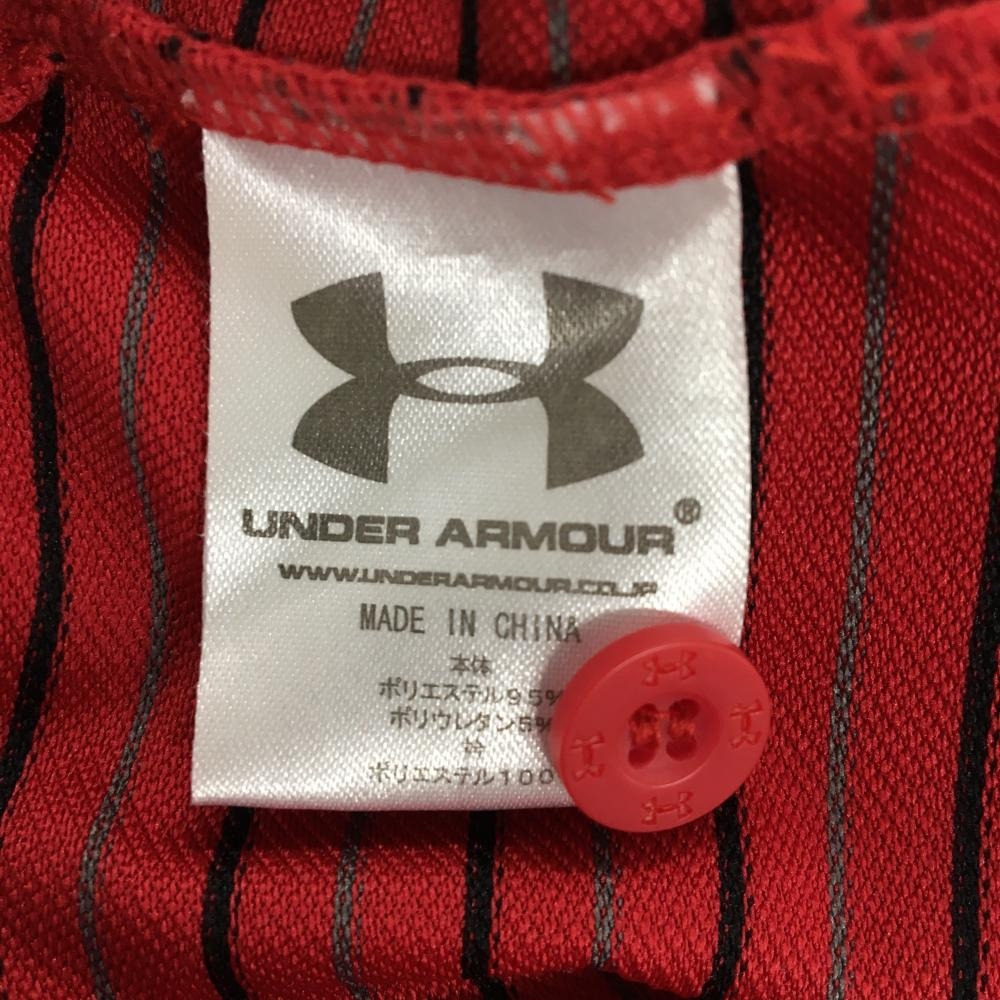 UNDER ARMOUR®
WWW.UNDERARMOUR.CO.JP
MADE IN CHINA
本体
ポリエステル95%
ポリウレタン5%
衿
ポリエステル100